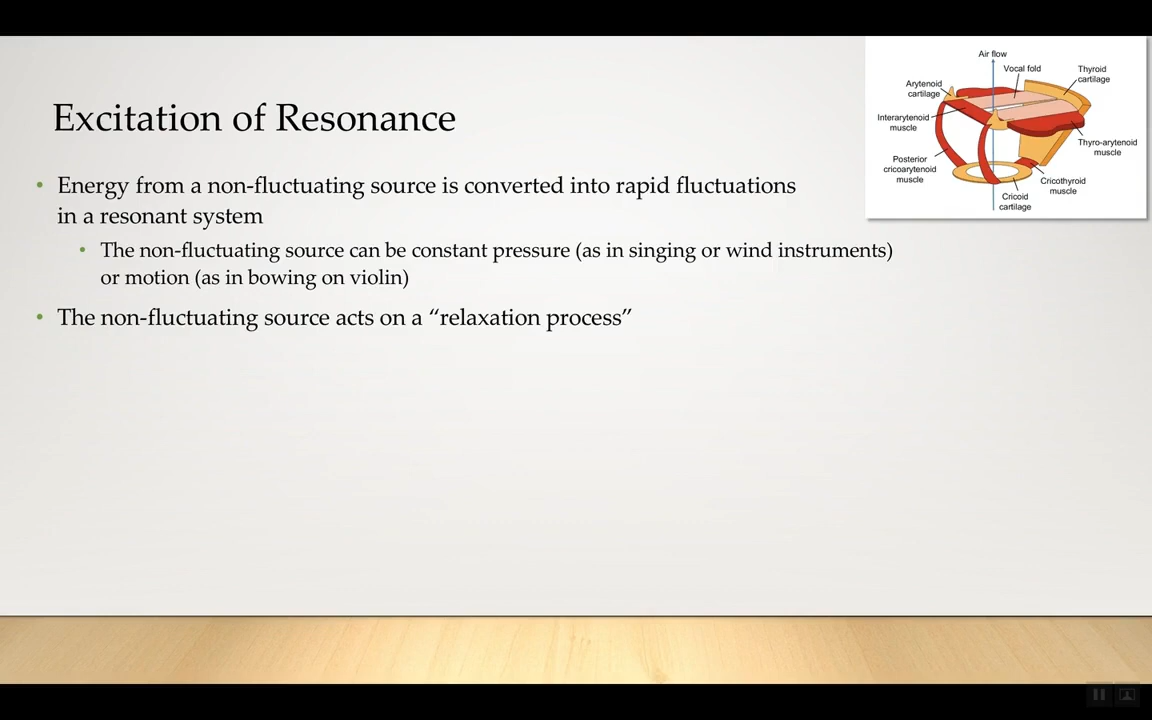 Excitation of Resonance
• Energy from a non-fluctuating source is converted into rapid fluctuations
in a resonant system
• The non-fluctuating source can be constant pressure (as in singing or wind instruments)
or motion (as in bowing on violin)
• The non-fluctuating source acts on a “relaxation process”
Air flow
Vocal fold
Thyroid
cartilage
Arytenoid
cartilage
Interarytenoid
muscle
Thyro-arytenoid
muscle
Posterior
cricoarytenoid
muscle
Cricothyroid
muscle
Cricoid
cartilage